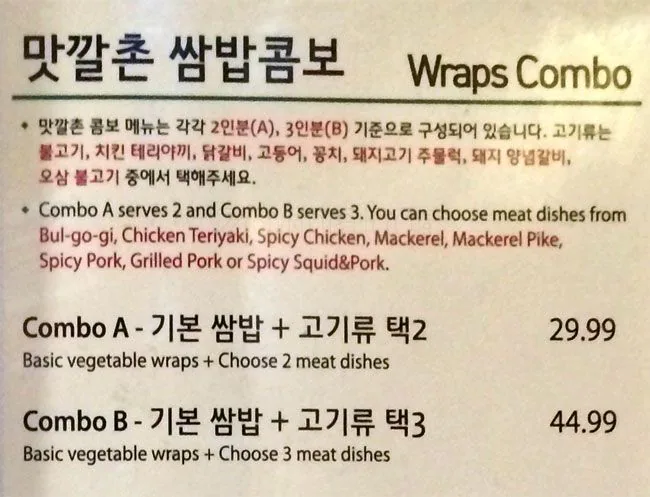 맛깔촌 쌈밥콤보 Wraps Combo
• 맛깔촌 콤보 메뉴는 각각 2인분(A), 3인분(B) 기준으로 구성되어 있습니다. 고기류는
불고기, 치킨 테리야끼, 닭갈비, 고등어, 꽁치, 돼지고기 주물럭, 돼지 양념갈비,
오삼 불고기 중에서 택해주세요.
• Combo A serves 2 and Combo B serves 3. You can choose meat dishes from
Bul-go-gi, Chicken Teriyaki, Spicy Chicken, Mackerel, Mackerel Pike,
Spicy Pork, Grilled Pork or Spicy Squid&Pork.
Combo A - 기본 쌈밥 + 고기류 택2 29.99
Basic vegetable wraps + Choose 2 meat dishes
Combo B - 기본 쌈밥 + 고기류 택3 44.99
Basic vegetable wraps + Choose 3 meat dishes